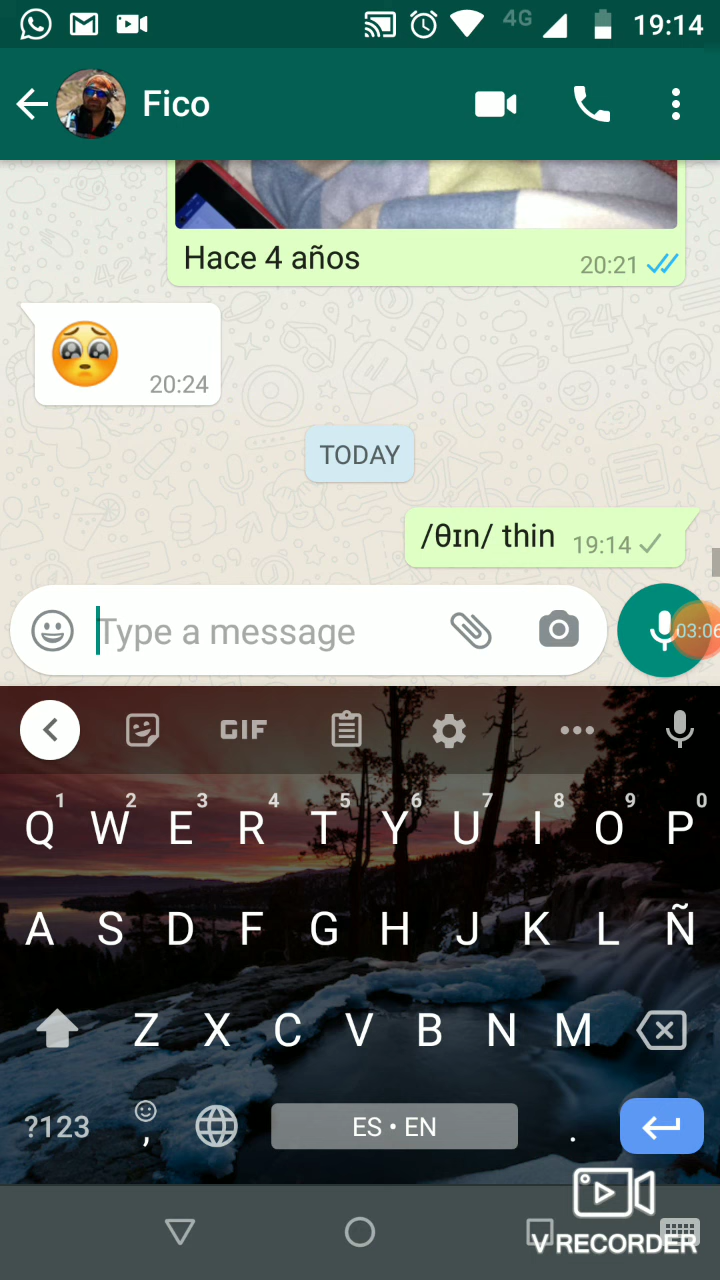 4G 19:14
Fico
Hace 4 años 20:21
20:24
TODAY
/θɪn/ thin 19:14
Type a message
03:06
GIF
1 2 3 4 5 6 7 8 9 0
Q W E R T Y U I O P
A S D F G H J K L Ñ
Z X C V B N M
?123 , ES • EN .
V RECORDER